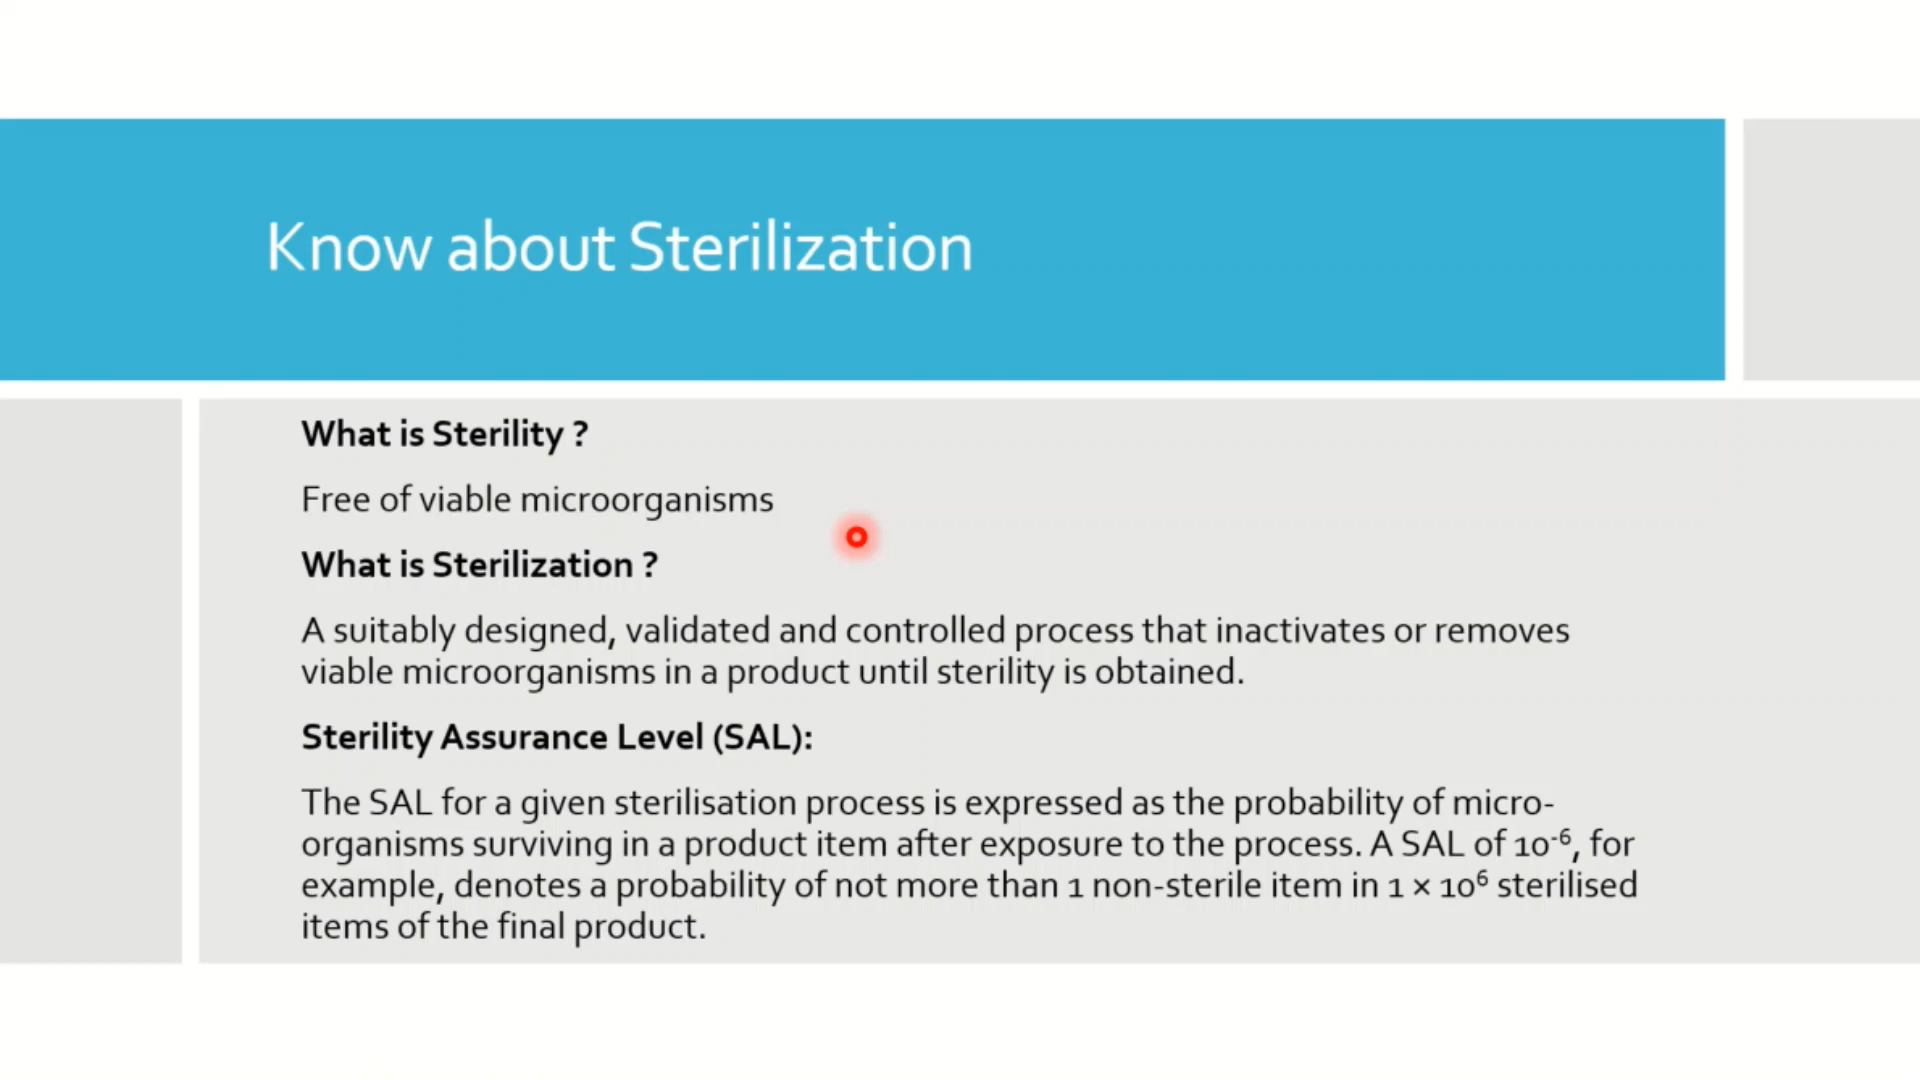 Know about Sterilization
What is Sterility ?
Free of viable microorganisms
What is Sterilization ?
A suitably designed, validated and controlled process that inactivates or removes
viable microorganisms in a product until sterility is obtained.
Sterility Assurance Level (SAL):
The SAL for a given sterilisation process is expressed as the probability of micro-
organisms surviving in a product item after exposure to the process. A SAL of 10⁻⁶, for
example, denotes a probability of not more than 1 non-sterile item in 1 × 10⁶ sterilised
items of the final product.